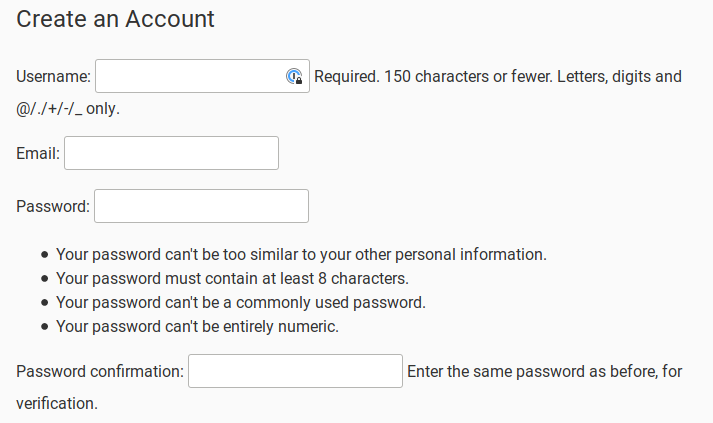 Create an Account
Username: Required. 150 characters or fewer. Letters, digits and
@/./+/-/_ only.
Email:
Password:
• Your password can't be too similar to your other personal information.
• Your password must contain at least 8 characters.
• Your password can't be a commonly used password.
• Your password can't be entirely numeric.
Password confirmation: Enter the same password as before, for
verification.